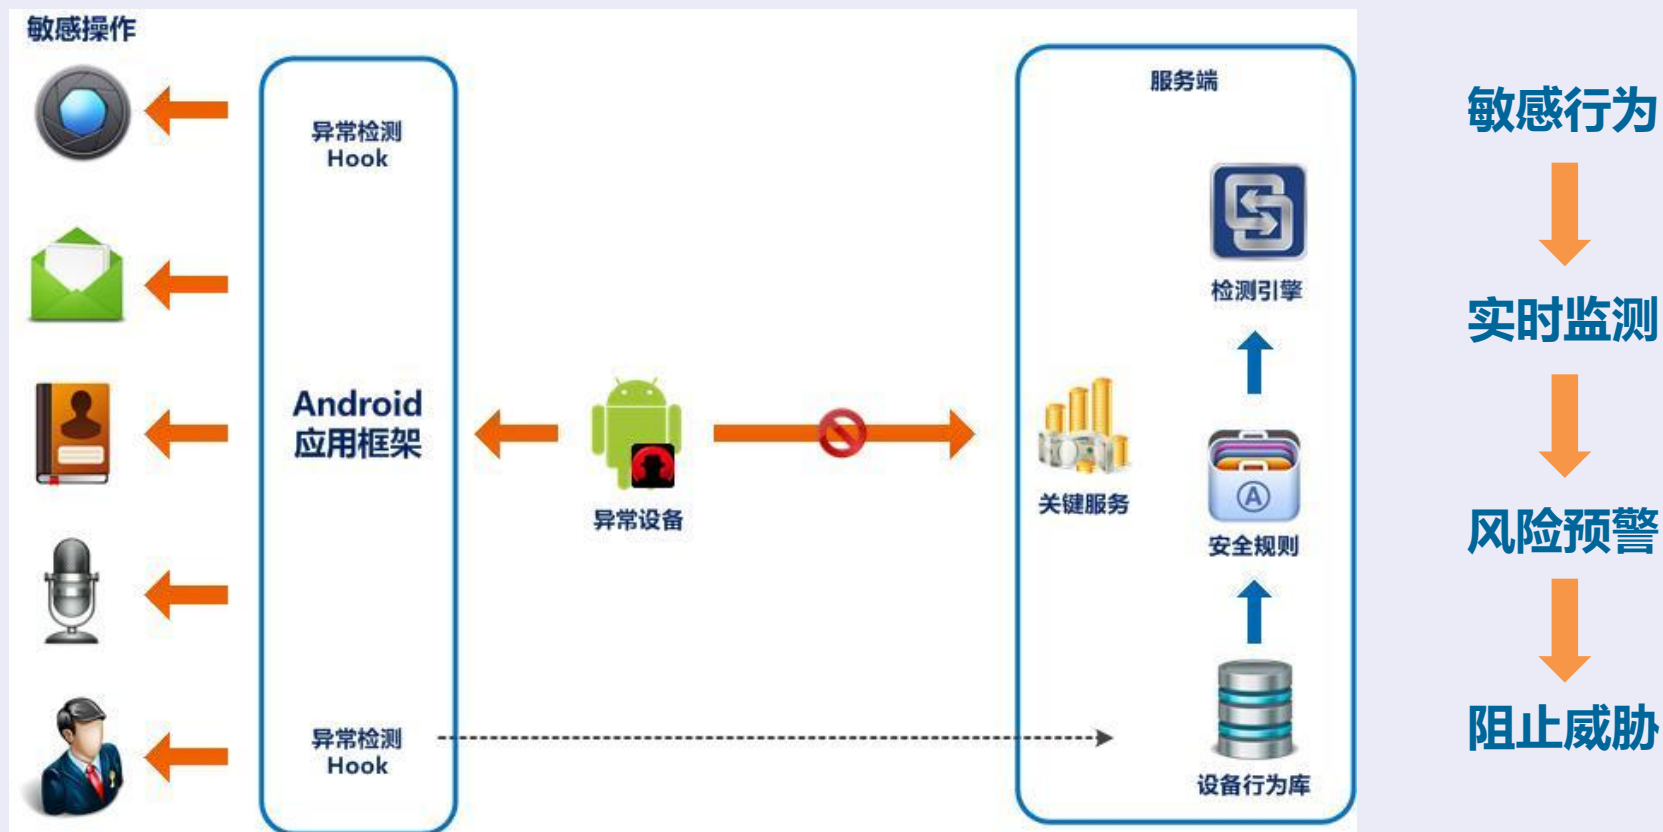 敏感操作
异常检测
Hook
Android
应用框架
异常检测
Hook
异常设备
服务端
检测引擎
关键服务
A
安全规则
设备行为库
敏感行为
实时监测
风险预警
阻止威胁